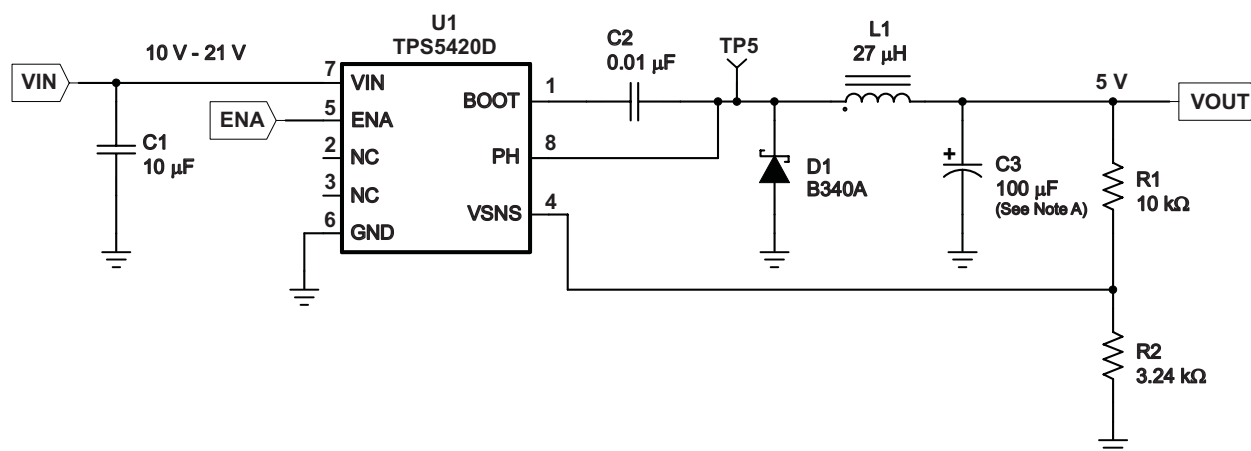 U1
TPS5420D
10 V - 21 V
VIN
C1
10 μF
ENA
7
5
2
3
6
VIN
ENA
NC
NC
GND
BOOT
PH
VSNS
1
8
4
C2
0.01 μF
TP5
D1
B340A
L1
27 μH
5 V
VOUT
+
C3
100 μF
(See Note A)
R1
10 kΩ
R2
3.24 kΩ